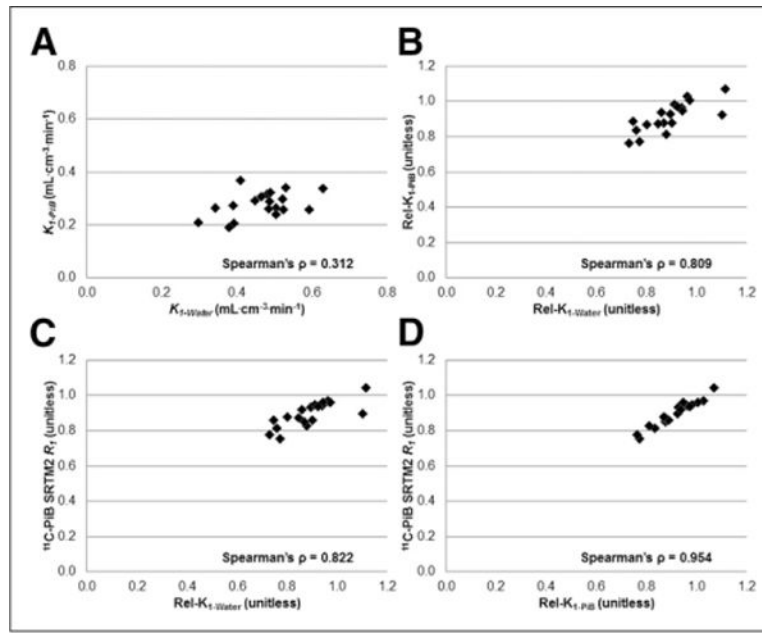 A
0.8
0.6
0.4
0.2
0.0
K1-PiB (mL·cm-3·min-1)
Spearman's ρ = 0.312
0.0 0.2 0.4 0.6 0.8
K1-Water (mL·cm-3·min-1)
B
1.2
1.0
0.8
0.6
0.4
0.2
0.0
Rel-K1-PiB (unitless)
Spearman's ρ = 0.809
0.0 0.2 0.4 0.6 0.8 1.0 1.2
Rel-K1-Water (unitless)
C
1.2
1.0
0.8
0.6
0.4
0.2
0.0
11C-PiB SRTM2 R1 (unitless)
Spearman's ρ = 0.822
0.0 0.2 0.4 0.6 0.8 1.0 1.2
Rel-K1-Water (unitless)
D
1.2
1.0
0.8
0.6
0.4
0.2
0.0
11C-PiB SRTM2 R1 (unitless)
Spearman's ρ = 0.954
0.0 0.2 0.4 0.6 0.8 1.0 1.2
Rel-K1-PiB (unitless)